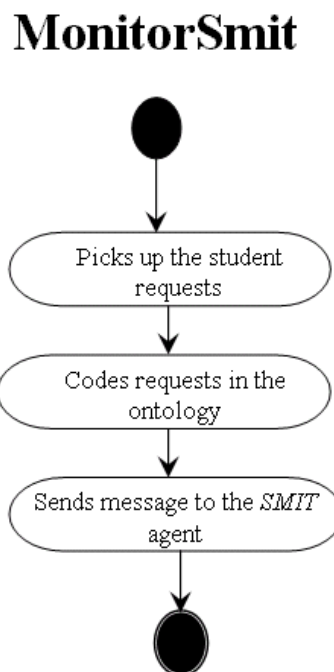 MonitorSmit
Picks up the student
requests
Codes requests in the
ontology
Sends message to the SMIT
agent